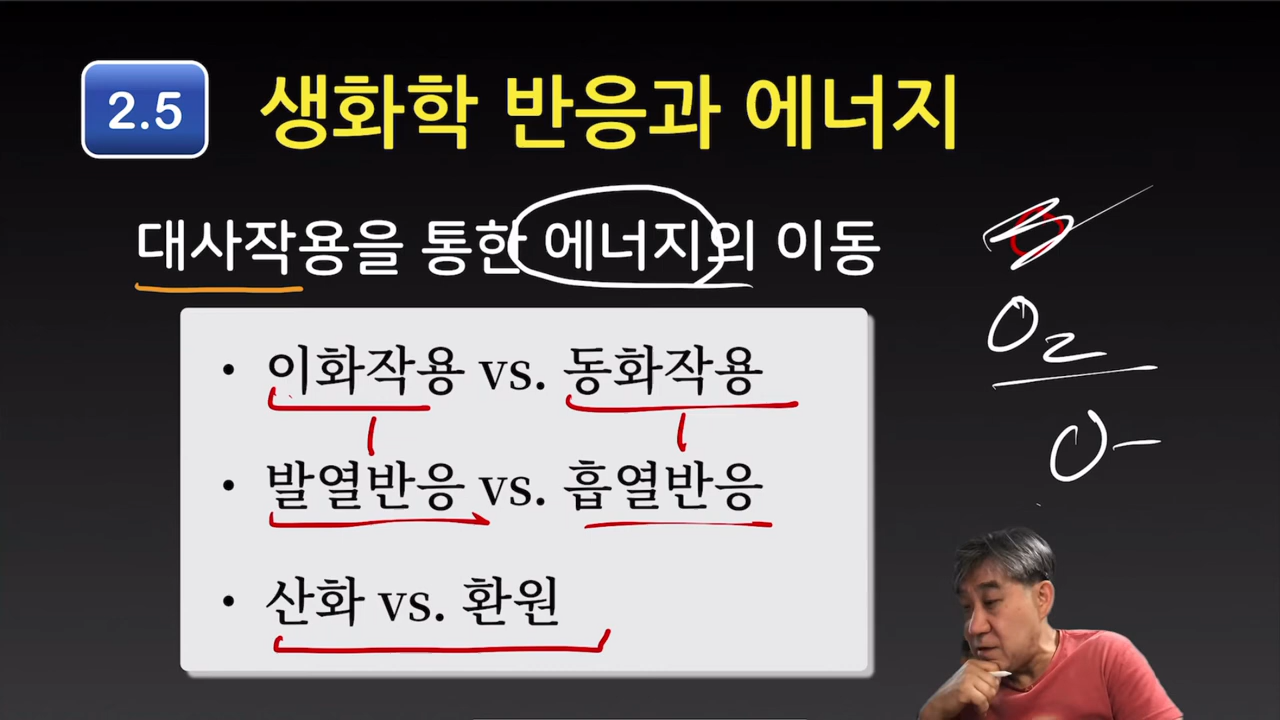 2.5 생화학 반응과 에너지
대사작용을 통한 에너지의 이동
• 이화작용 vs. 동화작용
• 발열반응 vs. 흡열반응
• 산화 vs. 환원
O2
O-